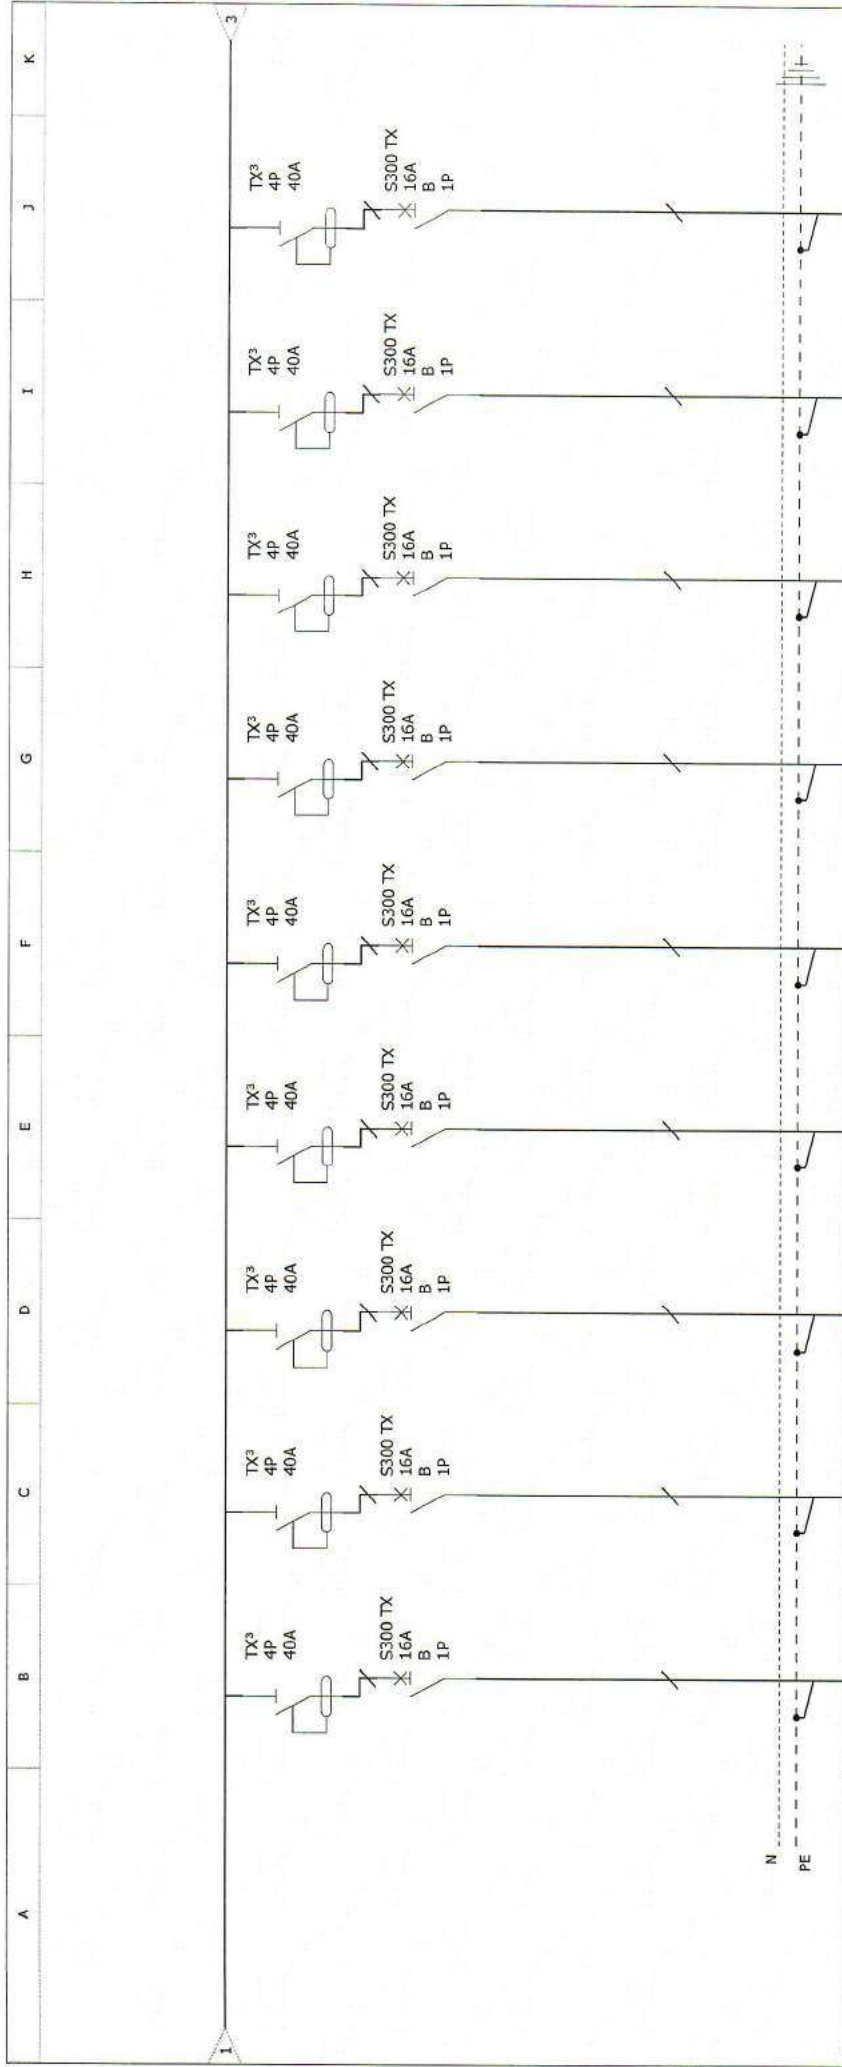 A
B
C
D
E
F
G
H
I
J
K
1
3
TX³
4P
40A
S300 TX
16A
B
1P
TX³
4P
40A
S300 TX
16A
B
1P
TX³
4P
40A
S300 TX
16A
B
1P
TX³
4P
40A
S300 TX
16A
B
1P
TX³
4P
40A
S300 TX
16A
B
1P
TX³
4P
40A
S300 TX
16A
B
1P
TX³
4P
40A
S300 TX
16A
B
1P
TX³
4P
40A
S300 TX
16A
B
1P
TX³
4P
40A
S300 TX
16A
B
1P
N
PE